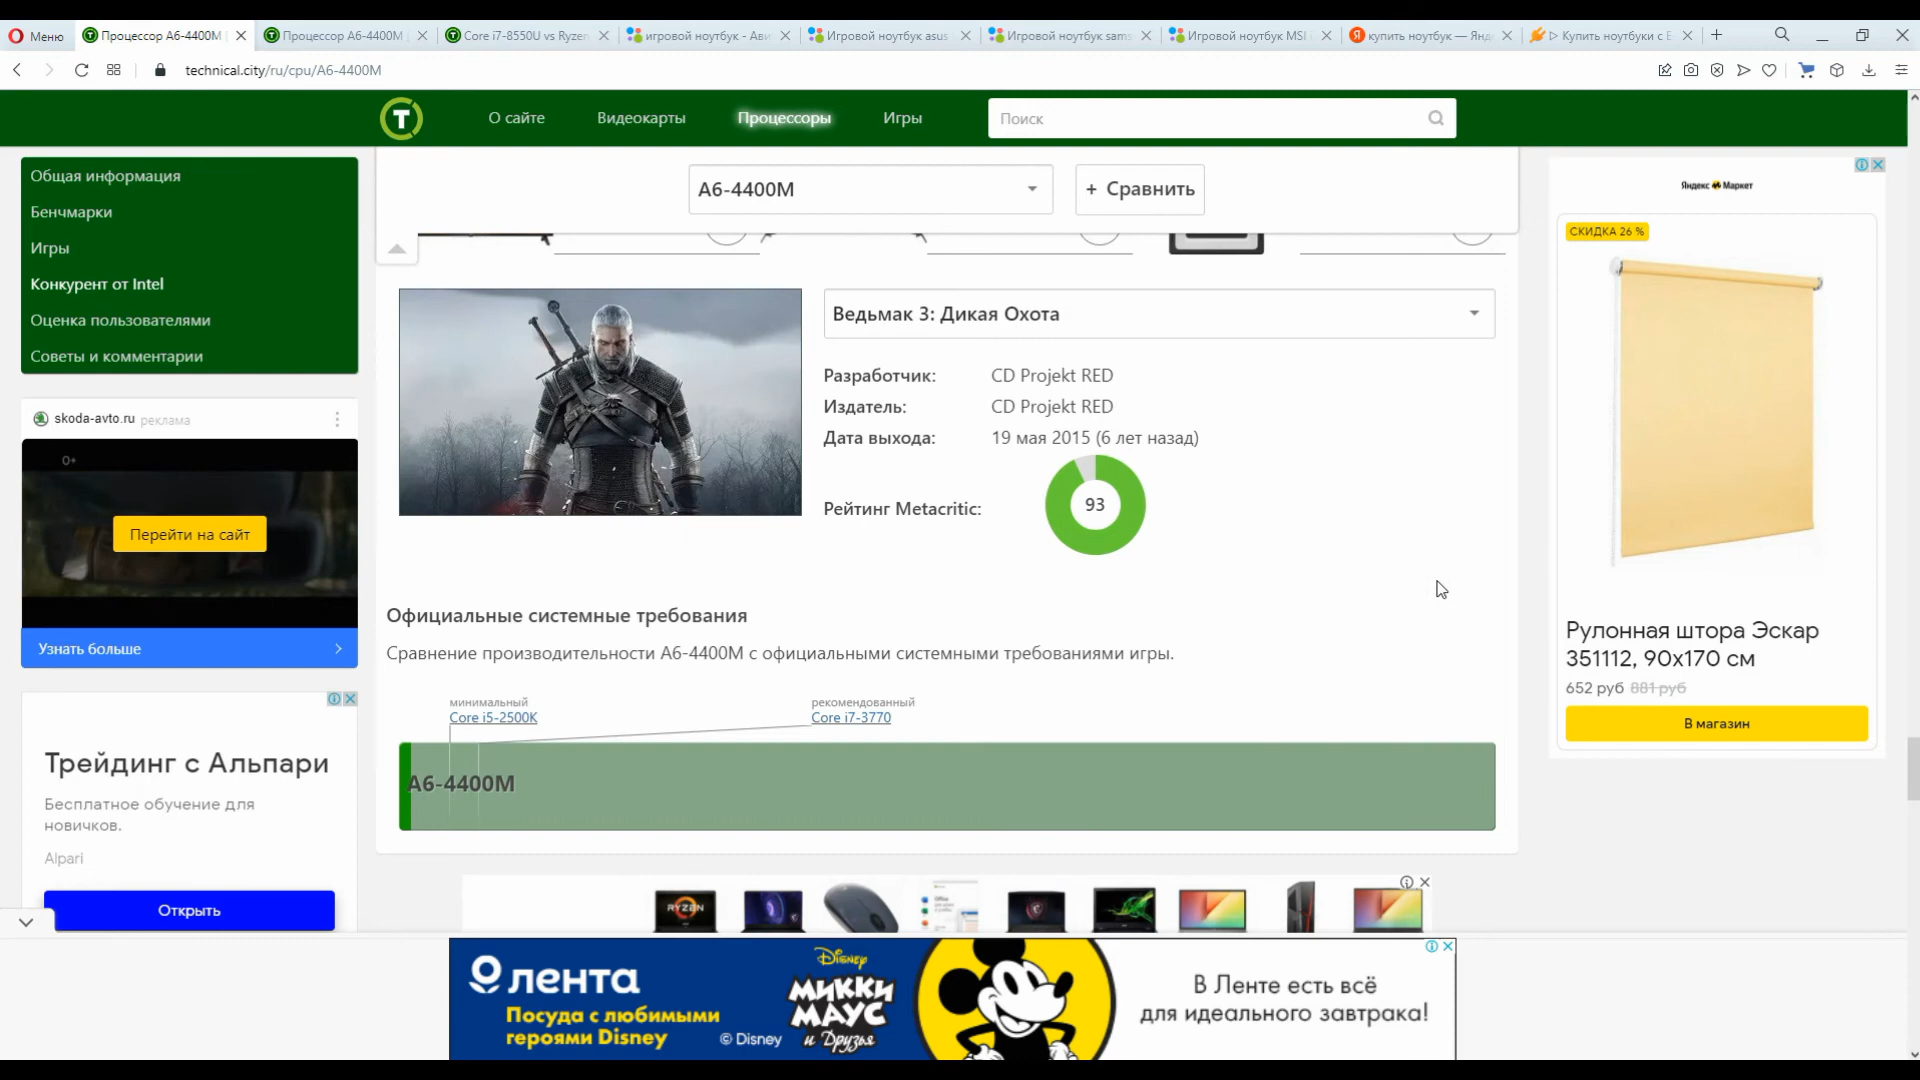 Меню
Процессор A6-4400M
Процессор A6-4400M
Core i7-8550U vs Ryzen
игровой ноутбук - Ави
Игровой ноутбук asus
Игровой ноутбук sams
Игровой ноутбук MSI
купить ноутбук — Янд
Купить ноутбуки с Б
technical.city/ru/cpu/A6-4400M
О сайте
Видеокарты
Процессоры
Игры
Поиск
Общая информация
Бенчмарки
Игры
Конкурент от Intel
Оценка пользователями
Советы и комментарии
A6-4400M
+ Сравнить
Ведьмак 3: Дикая Охота
Разработчик: CD Projekt RED
Издатель: CD Projekt RED
Дата выхода: 19 мая 2015 (6 лет назад)
Рейтинг Metacritic: 93
Официальные системные требования
Сравнение производительности A6-4400M с официальными системными требованиями игры.
минимальный
Core i5-2500K
рекомендованный
Core i7-3770
A6-4400M
skoda-avto.ru реклама
0+
Перейти на сайт
Узнать больше
Трейдинг с Альпари
Бесплатное обучение для
новичков.
Alpari
Открыть
Яндекс Маркет
СКИДКА 26 %
Рулонная штора Эскар
351112, 90x170 см
652 руб 881 руб
В магазин
RYZEN
Office
лента
Посуда с любимыми
героями Disney
© Disney
Disney
МИККИ
МАУС
и Друзья
В Ленте есть всё
для идеального завтрака!